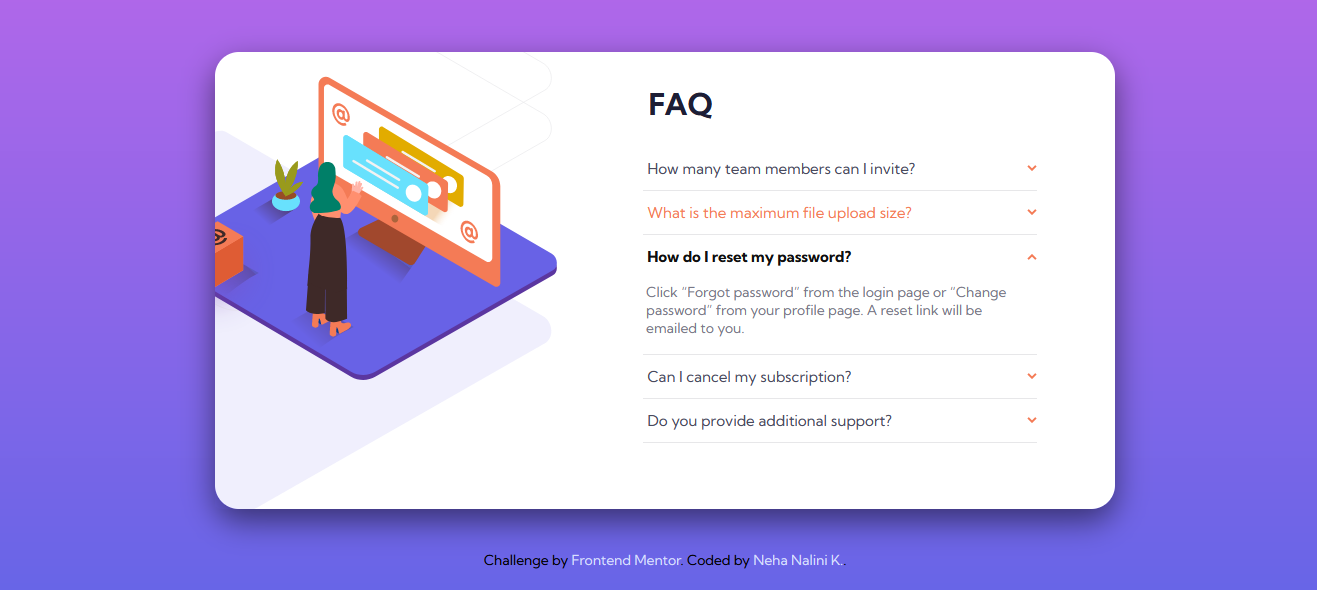 FAQ
How many team members can I invite?
What is the maximum file upload size?
How do I reset my password?
Click “Forgot password” from the login page or “Change
password” from your profile page. A reset link will be
emailed to you.
Can I cancel my subscription?
Do you provide additional support?
Challenge by Frontend Mentor. Coded by Neha Nalini K..
@
@
@